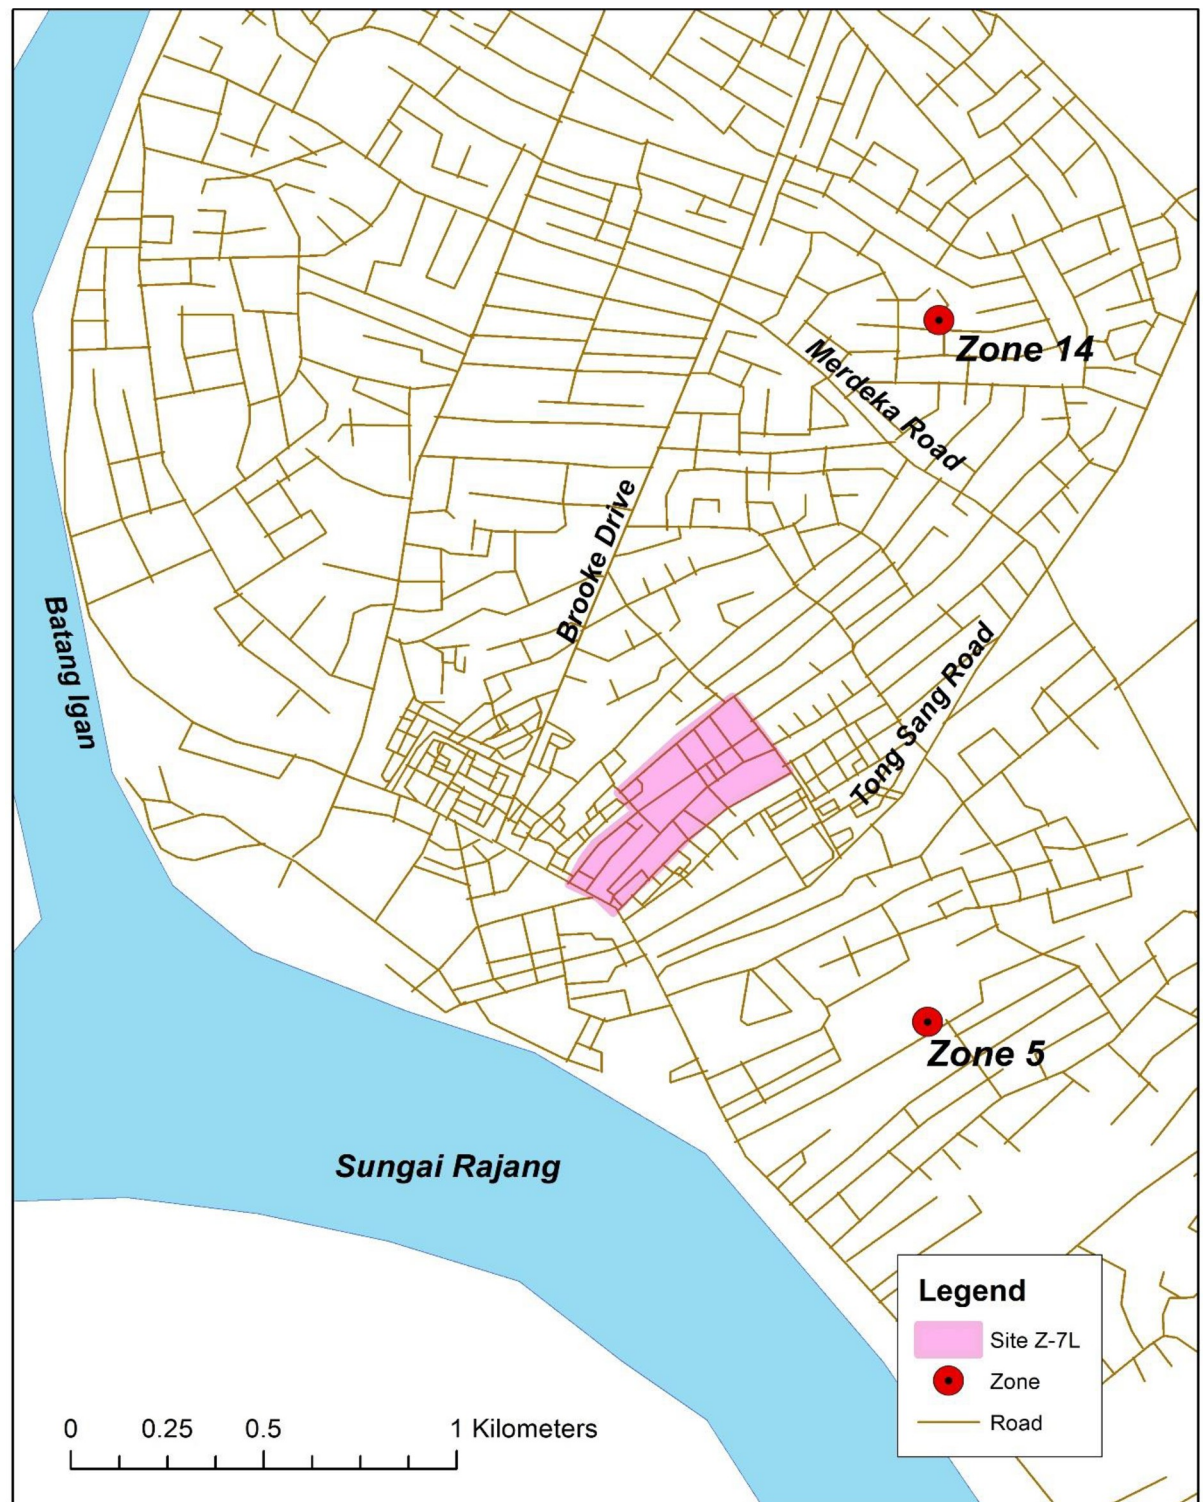 Zone 14
Merdeka Road
Brooke Drive
Batang Igan
Tong Sang Road
Zone 5
Sungai Rajang
Legend
Site Z-7L
Zone
Road
0 0.25 0.5 1 Kilometers